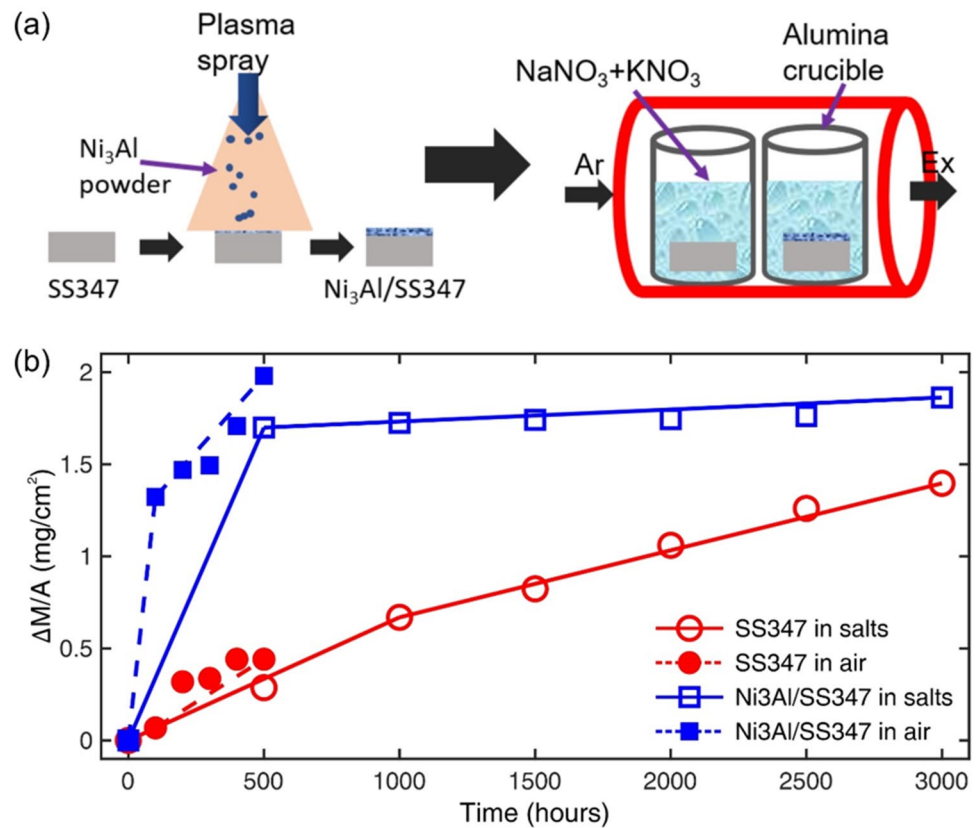 (a)
Plasma
spray
Ni₃Al
powder
SS347
Ni₃Al/SS347
NaNO₃+KNO₃
Alumina
crucible
Ar
Ex
(b)
ΔM/A (mg/cm²)
2
1.5
1
0.5
0
0 500 1000 1500 2000 2500 3000
Time (hours)
SS347 in salts
SS347 in air
Ni3Al/SS347 in salts
Ni3Al/SS347 in air